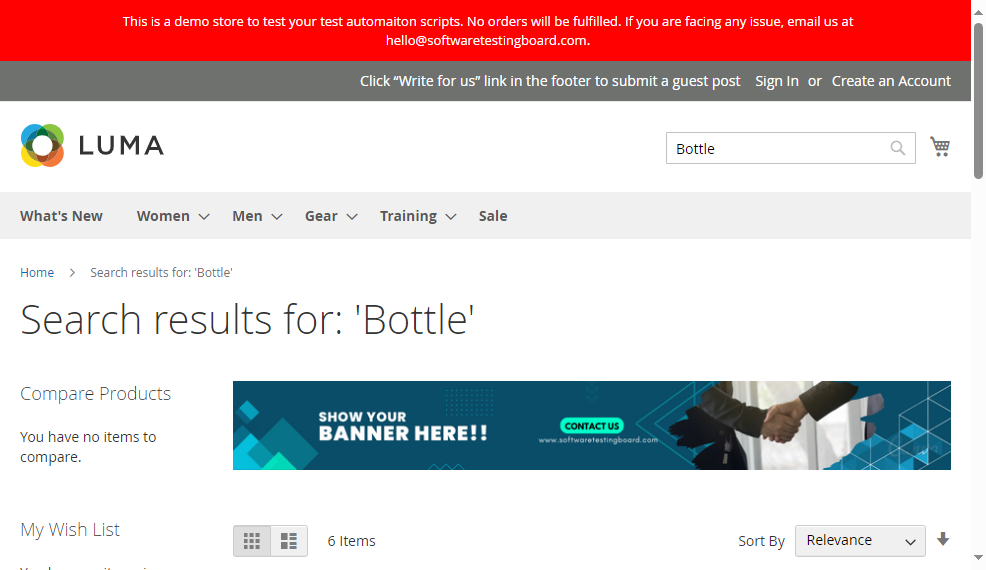 This is a demo store to test your test automaiton scripts. No orders will be fulfilled. If you are facing any issue, email us at
hello@softwaretestingboard.com.
Click “Write for us” link in the footer to submit a guest post Sign In or Create an Account
LUMA
Bottle
What's New Women Men Gear Training Sale
Home > Search results for: 'Bottle'
Search results for: 'Bottle'
Compare Products
You have no items to
compare.
SHOW YOUR
BANNER HERE!!
CONTACT US
www.softwaretestingboard.com
My Wish List
6 Items
Sort By Relevance